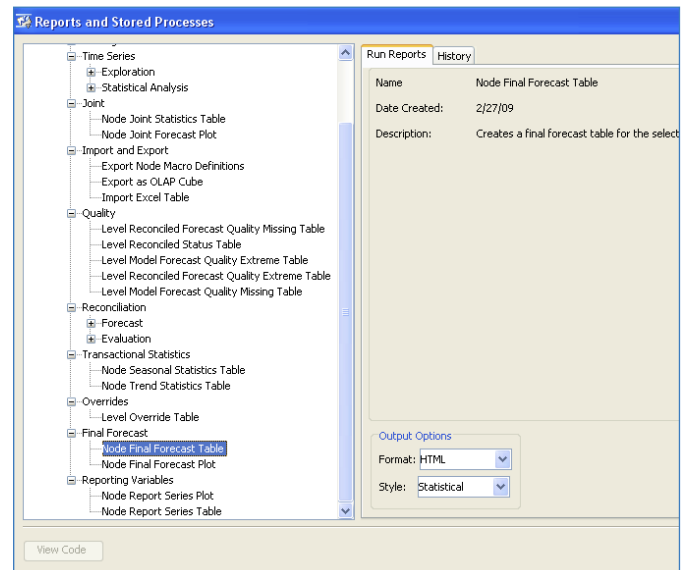 Reports and Stored Processes
Time Series
Exploration
Statistical Analysis
Joint
Node Joint Statistics Table
Node Joint Forecast Plot
Import and Export
Export Node Macro Definitions
Export as OLAP Cube
Import Excel Table
Quality
Level Reconciled Forecast Quality Missing Table
Level Reconciled Status Table
Level Model Forecast Quality Extreme Table
Level Reconciled Forecast Quality Extreme Table
Level Model Forecast Quality Missing Table
Reconciliation
Forecast
Evaluation
Transactional Statistics
Node Seasonal Statistics Table
Node Trend Statistics Table
Overrides
Level Override Table
Final Forecast
Node Final Forecast Table
Node Final Forecast Plot
Reporting Variables
Node Report Series Plot
Node Report Series Table
Run Reports History
Name Node Final Forecast Table
Date Created: 2/27/09
Description: Creates a final forecast table for the select
Output Options
Format: HTML
Style: Statistical
View Code